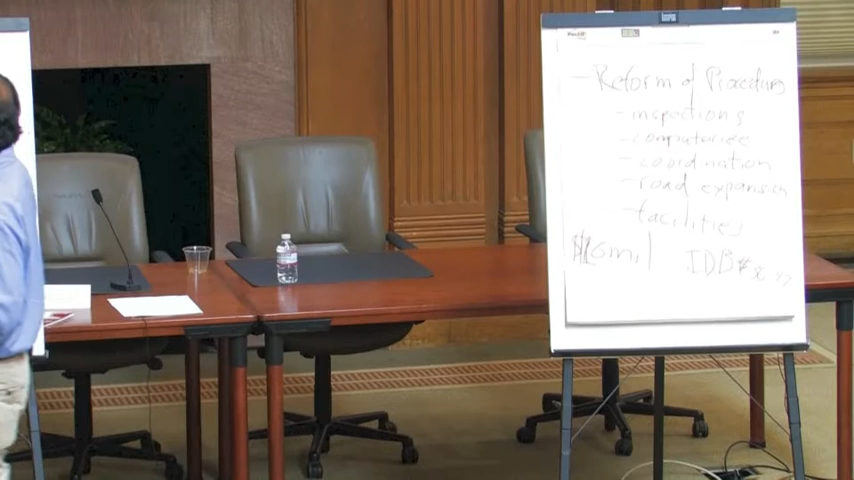 - Reform of Procedures
- inspections
- computerize
- coordination
- road expansion
- facilities
$16mil IDB $